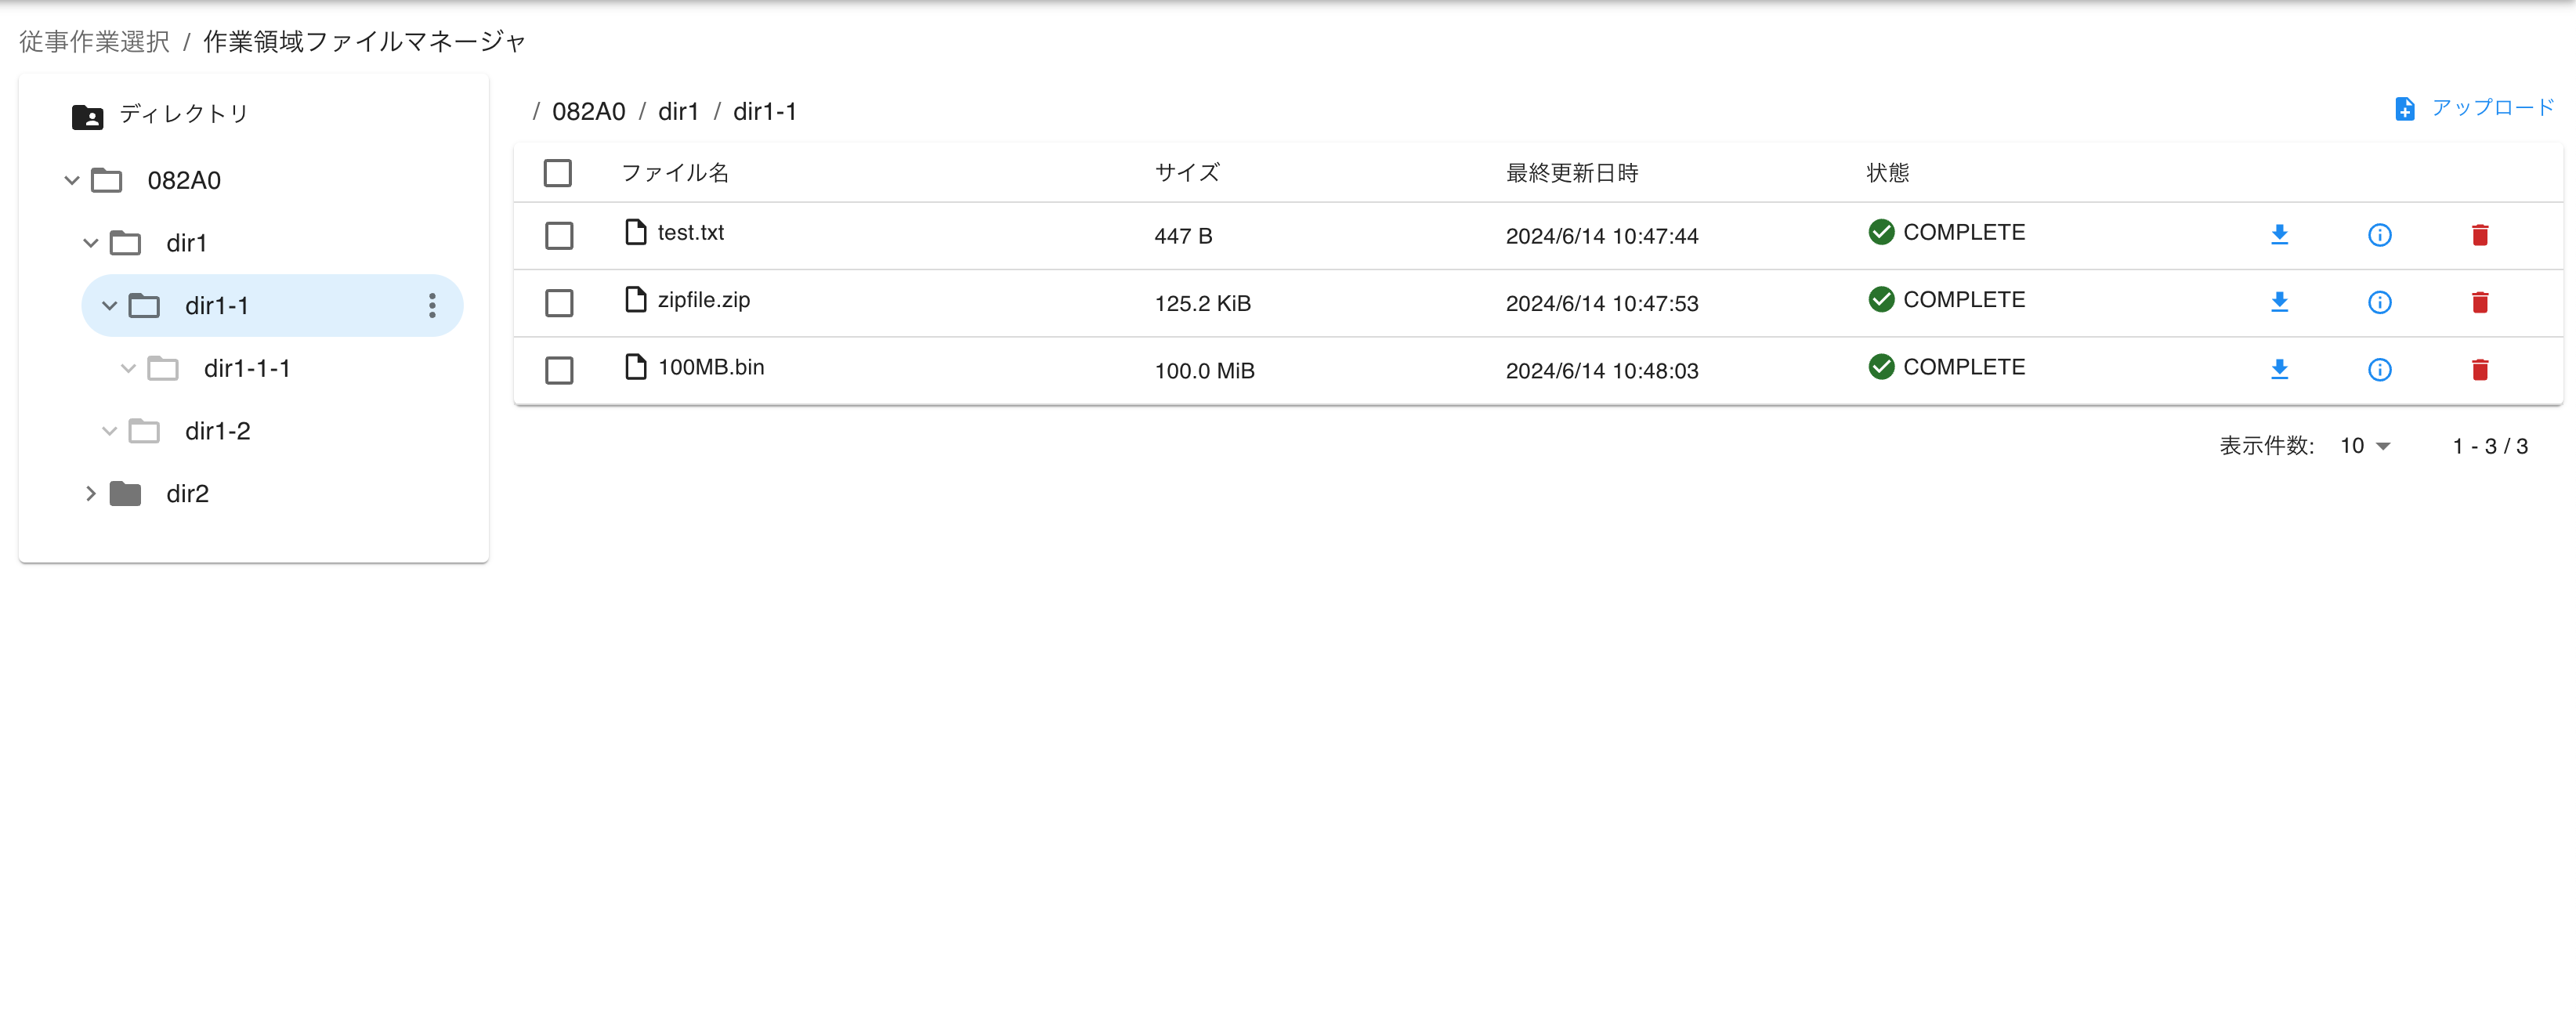 従事作業選択 / 作業領域ファイルマネージャ
ディレクトリ
082A0
dir1
dir1-1
dir1-1-1
dir1-2
dir2
/ 082A0 / dir1 / dir1-1
アップロード
ファイル名 サイズ 最終更新日時 状態
test.txt 447 B 2024/6/14 10:47:44 COMPLETE
zipfile.zip 125.2 KiB 2024/6/14 10:47:53 COMPLETE
100MB.bin 100.0 MiB 2024/6/14 10:48:03 COMPLETE
表示件数: 10 1 - 3 / 3